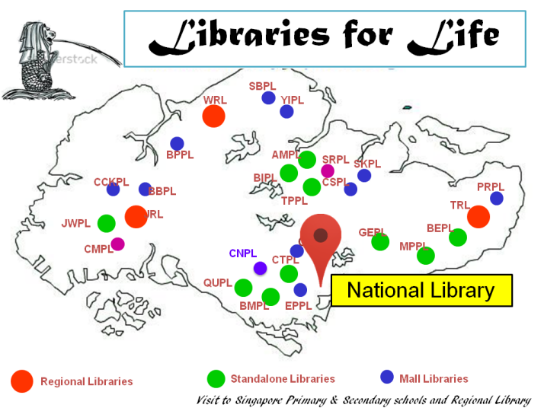 Libraries for Life
SBPL
WRL
YIPL
BPPL
AMPL
SRPL
SKPL
BIPL
CSPL
TPPL
CCKPL
BBPL
PRPL
TRL
JRL
JWPL
GEPL
BEPL
CMPL
MPPL
CNPL
CTPL
QUPL
BMPL
EPPL
National Library
Regional Libraries
Standalone Libraries
Mall Libraries
Visit to Singapore Primary & Secondary schools and Regional Library